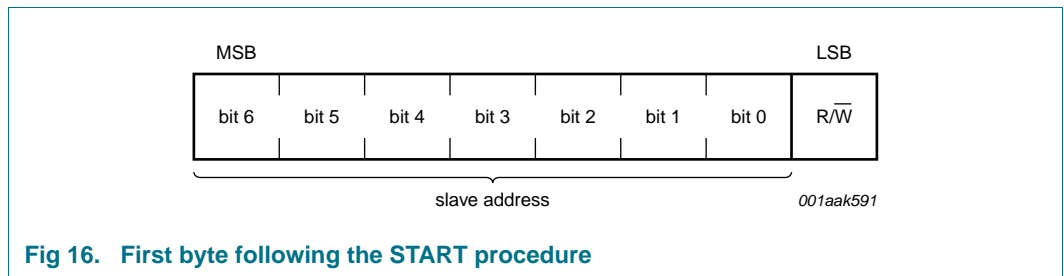 MSB LSB
bit 6 bit 5 bit 4 bit 3 bit 2 bit 1 bit 0 R/W̅
slave address 001aak591
Fig 16. First byte following the START procedure